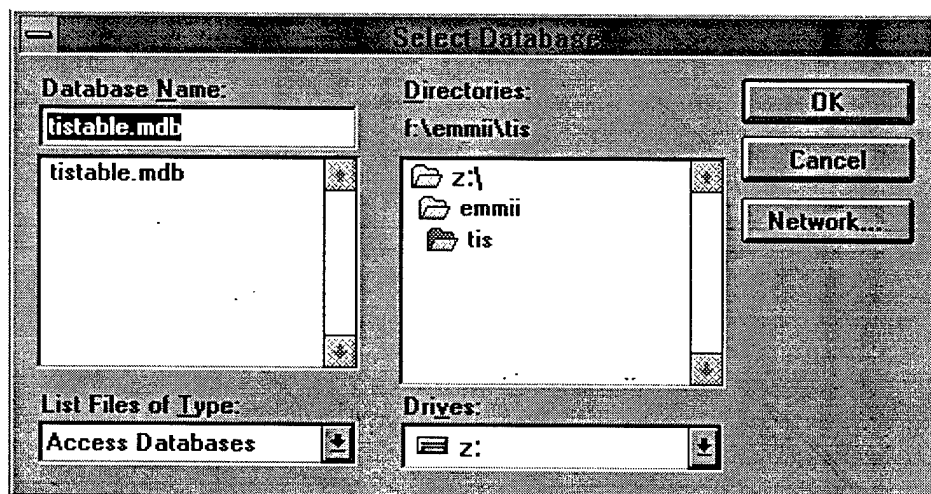 Select Database
Database Name:
tistable.mdb
tistable.mdb
List Files of Type:
Access Databases
Directories:
f:\emmii\tis
z:\
emmii
tis
Drives:
z:
OK
Cancel
Network...